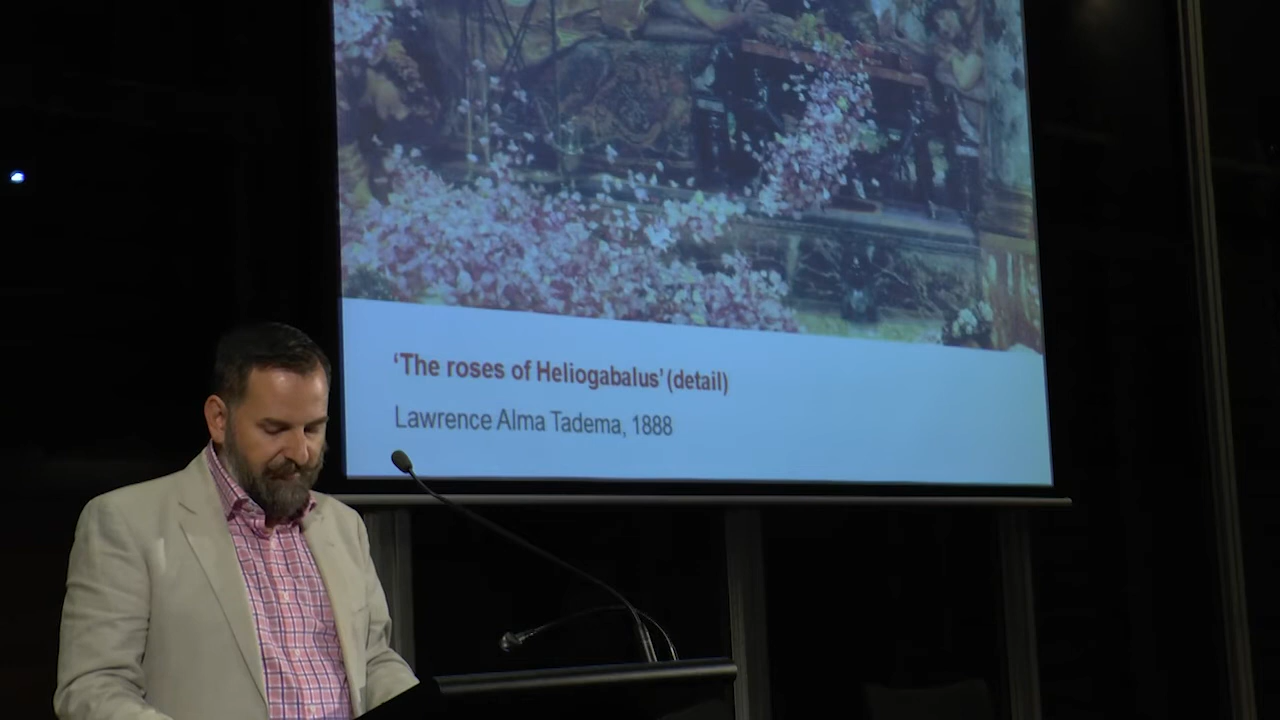 ‘The roses of Heliogabalus’ (detail)
Lawrence Alma Tadema, 1888